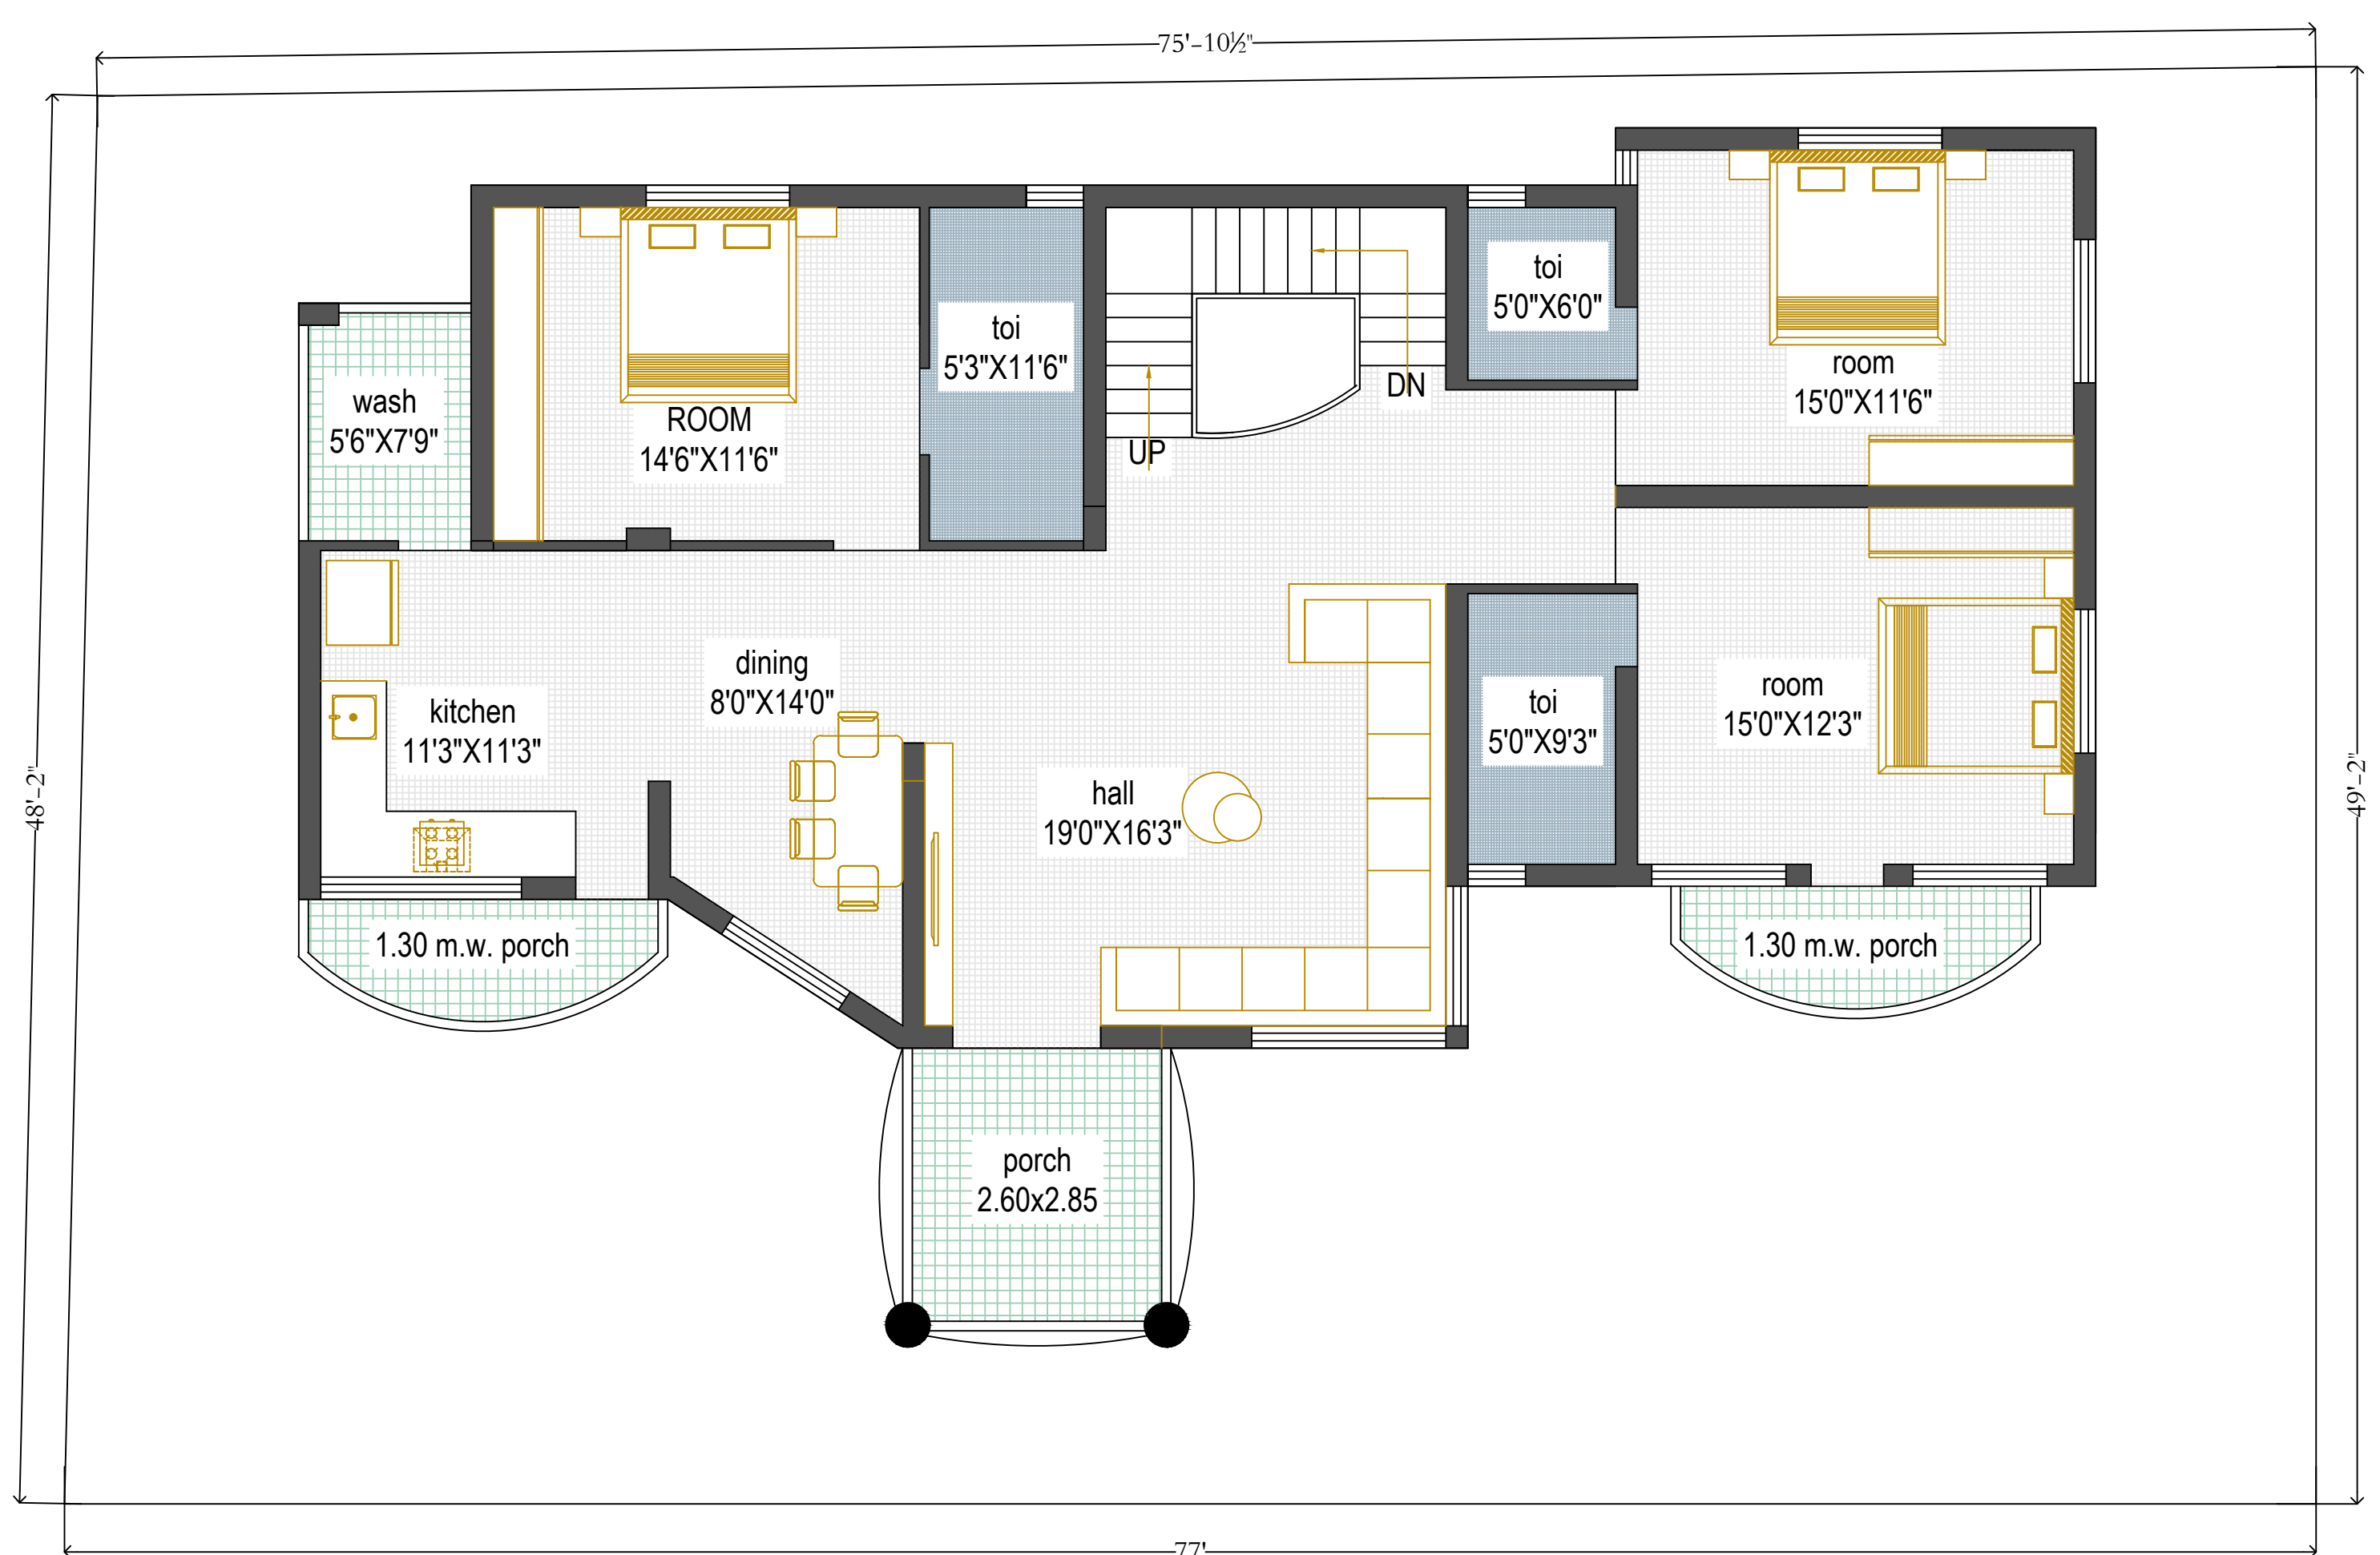 75'-10½"
toi
5'0"X6'0"
toi
5'3"X11'6"
room
15'0"X11'6"
wash
5'6"X7'9"
ROOM
14'6"X11'6"
DN
UP
dining
8'0"X14'0"
kitchen
11'3"X11'3"
toi
5'0"X9'3"
room
15'0"X12'3"
hall
19'0"X16'3"
48'-2"
49'-2"
1.30 m.w. porch
1.30 m.w. porch
porch
2.60x2.85
77'